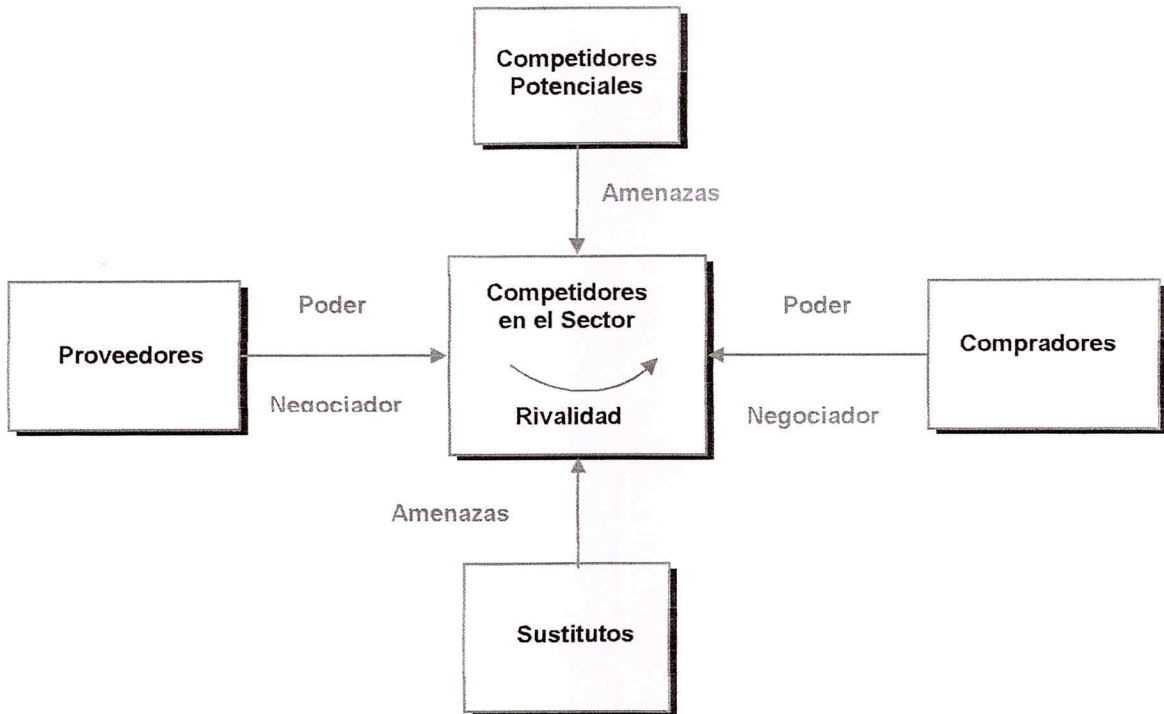 Competidores
Potenciales
Amenazas
Proveedores
Poder
Negociador
Competidores
en el Sector
Rivalidad
Poder
Negociador
Compradores
Amenazas
Sustitutos